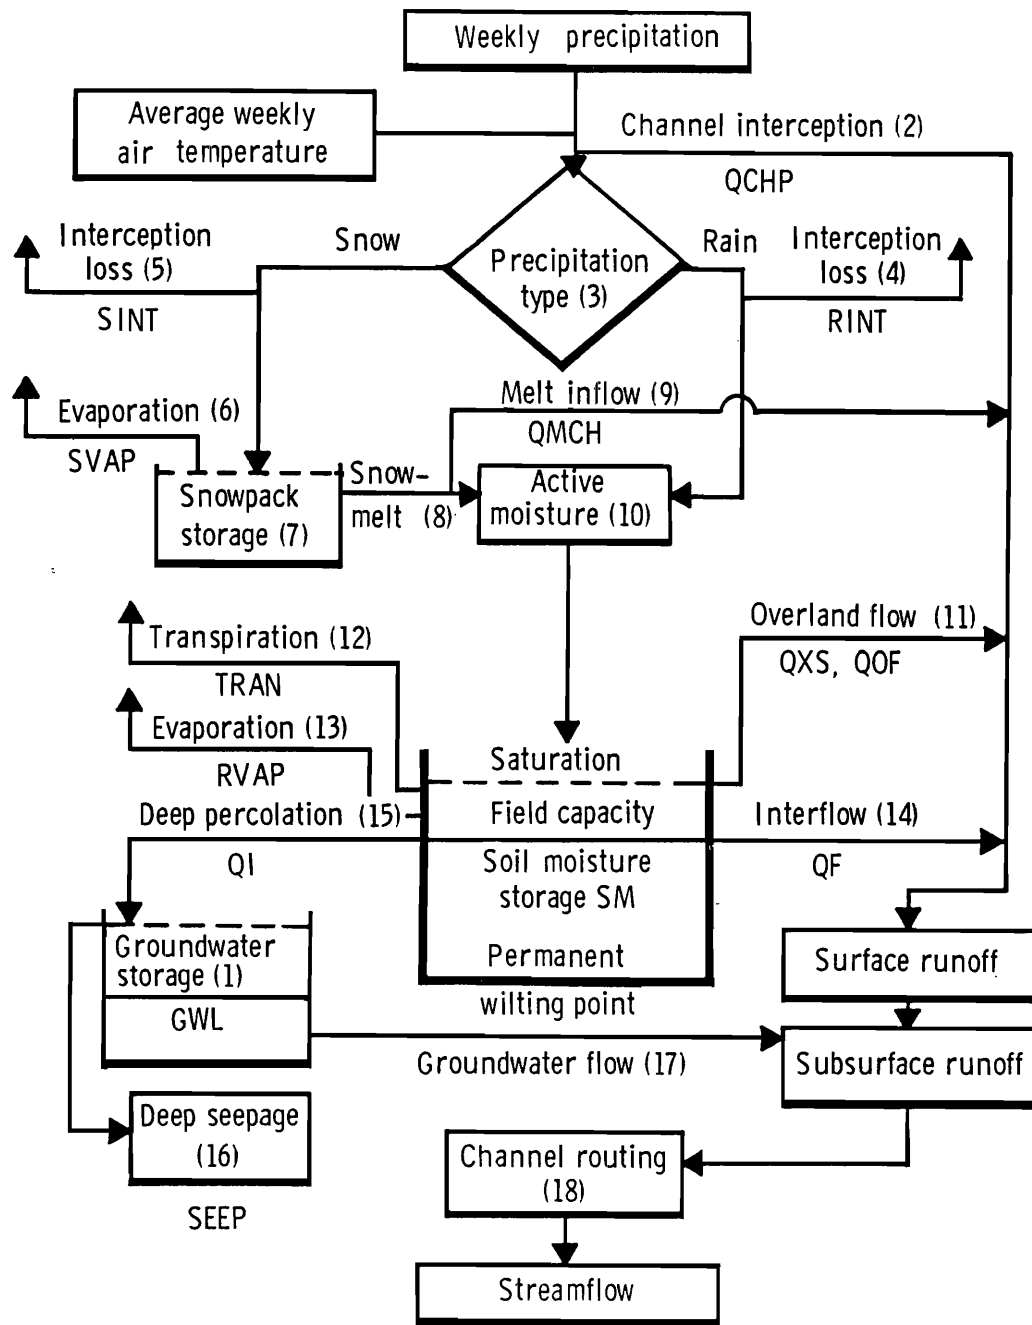 Weekly precipitation
Average weekly
air temperature
Channel interception (2)
QCHP
Interception
loss (5)
SINT
Snow
Precipitation
type (3)
Rain
Interception
loss (4)
RINT
Evaporation (6)
SVAP
Melt inflow (9)
QMCH
Snowpack
storage (7)
Snow-
melt (8)
Active
moisture (10)
Transpiration (12)
TRAN
Overland flow (11)
QXS, QOF
Evaporation (13)
RVAP
Saturation
Deep percolation (15)
QI
Field capacity
Interflow (14)
QF
Soil moisture
storage SM
Permanent
wilting point
Groundwater
storage (1)
GWL
Surface runoff
Groundwater flow (17)
Subsurface runoff
Deep seepage
(16)
SEEP
Channel routing
(18)
Streamflow